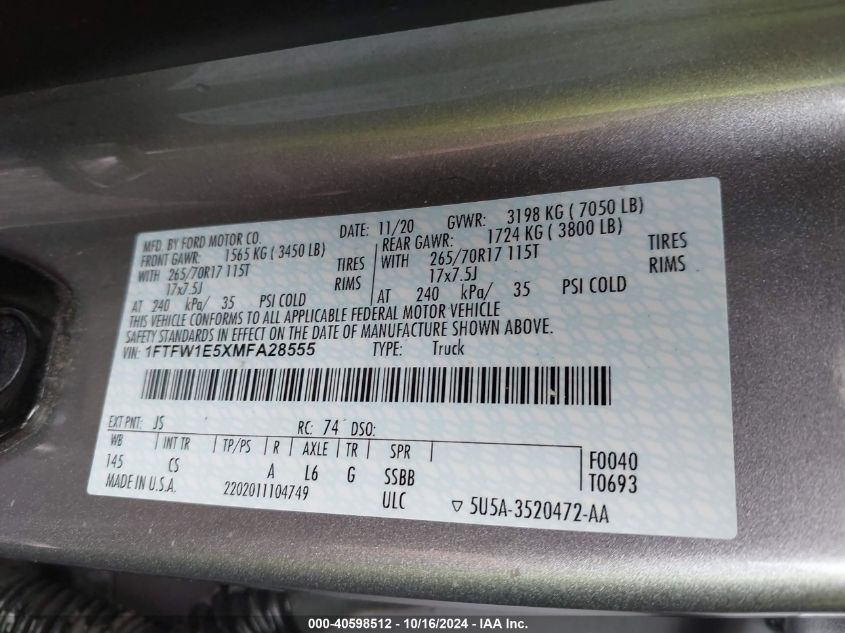 MFD. BY FORD MOTOR CO. DATE: 11/20 GVWR: 3198 KG ( 7050 LB)
FRONT GAWR: 1565 KG ( 3450 LB) REAR GAWR: 1724 KG ( 3800 LB)
WITH 265/70R17 115T TIRES WITH 265/70R17 115T TIRES
17x7.5J RIMS 17x7.5J RIMS
AT 240 kPa/ 35 PSI COLD AT 240 kPa/ 35 PSI COLD
THIS VEHICLE CONFORMS TO ALL APPLICABLE FEDERAL MOTOR VEHICLE
SAFETY STANDARDS IN EFFECT ON THE DATE OF MANUFACTURE SHOWN ABOVE.
VIN: 1FTFW1E5XMFA28555 TYPE: Truck
EXT PNT: JS RC: 74 DSO:
WB INT TR TP/PS R AXLE TR SPR
145 CS A L6 G SSBB F0040
MADE IN U.S.A. 2202011104749 ULC T0693
▽ 5U5A-3520472-AA
000-40598512 - 10/16/2024 - IAA Inc.